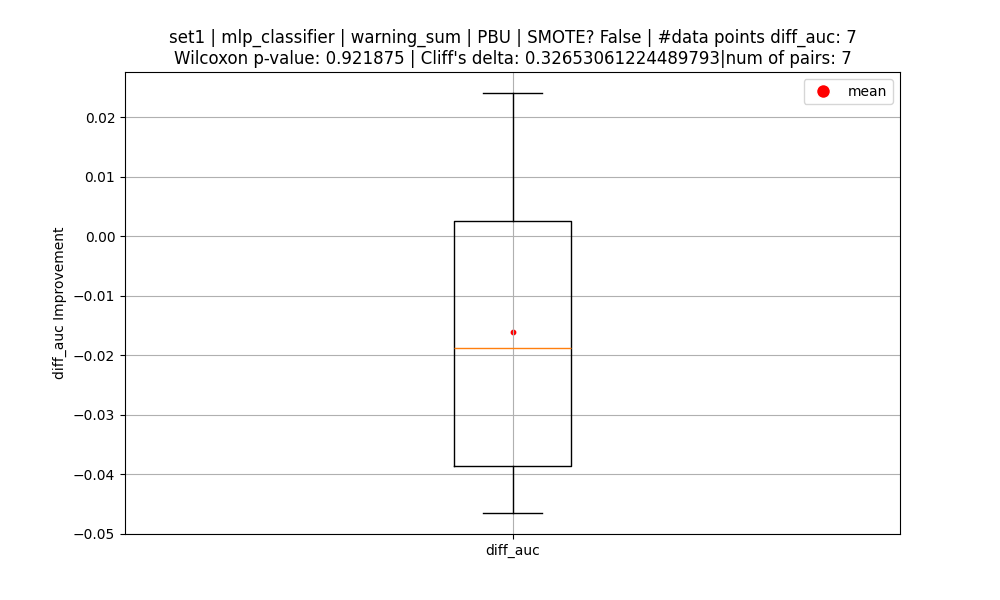 set1 | mlp_classifier | warning_sum | PBU | SMOTE? False | #data points diff_auc: 7
Wilcoxon p-value: 0.921875 | Cliff's delta: 0.32653061224489793|num of pairs: 7
mean
0.02
0.01
0.00
−0.01
−0.02
−0.03
−0.04
−0.05
diff_auc Improvement
diff_auc